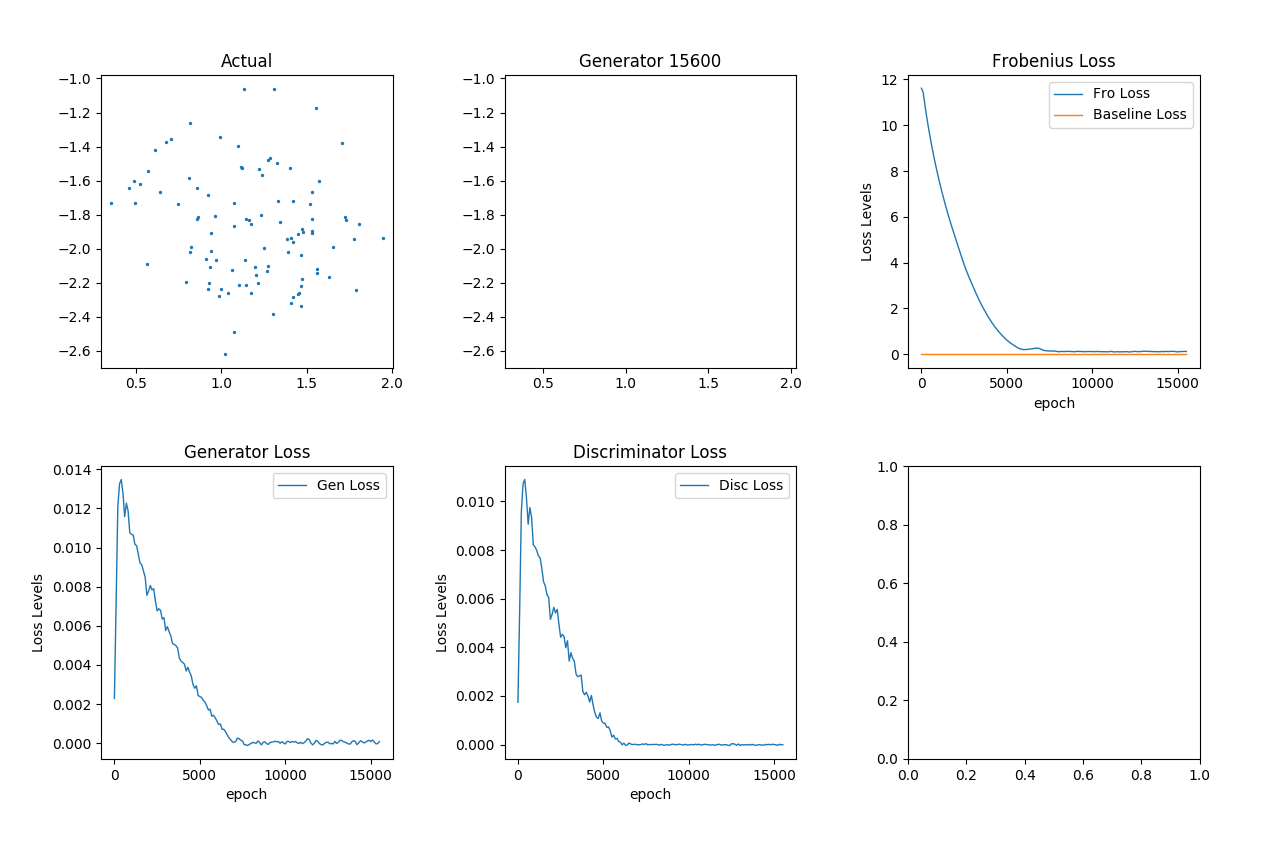 Actual
−1.0
−1.2
−1.4
−1.6
−1.8
−2.0
−2.2
−2.4
−2.6
0.5 1.0 1.5 2.0
Generator 15600
−1.0
−1.2
−1.4
−1.6
−1.8
−2.0
−2.2
−2.4
−2.6
0.5 1.0 1.5 2.0
Frobenius Loss
Fro Loss
Baseline Loss
Loss Levels
12
10
8
6
4
2
0
0 5000 10000 15000
epoch
Generator Loss
Gen Loss
Loss Levels
0.014
0.012
0.010
0.008
0.006
0.004
0.002
0.000
0 5000 10000 15000
epoch
Discriminator Loss
Disc Loss
Loss Levels
0.010
0.008
0.006
0.004
0.002
0.000
0 5000 10000 15000
epoch
1.0
0.8
0.6
0.4
0.2
0.0
0.0 0.2 0.4 0.6 0.8 1.0